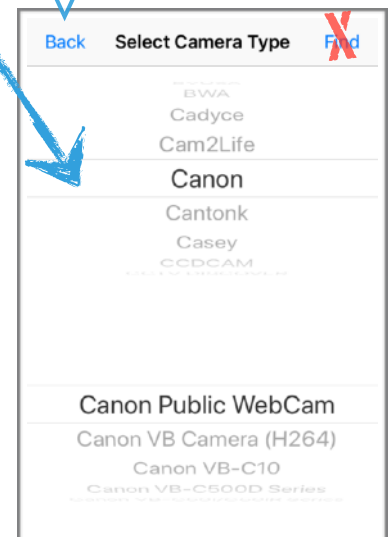 Back Select Camera Type Find
BWA
Cadyce
Cam2Life
Canon
Cantonk
Casey
CCDCAM
Canon Public WebCam
Canon VB Camera (H264)
Canon VB-C10
Canon VB-C500D Series